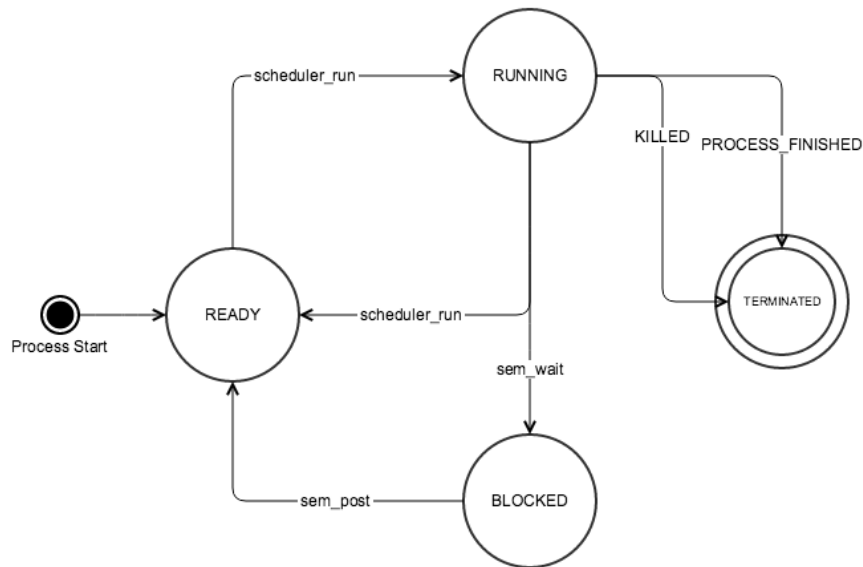 scheduler_run
RUNNING
KILLED
PROCESS_FINISHED
READY
scheduler_run
TERMINATED
Process Start
sem_wait
sem_post
BLOCKED